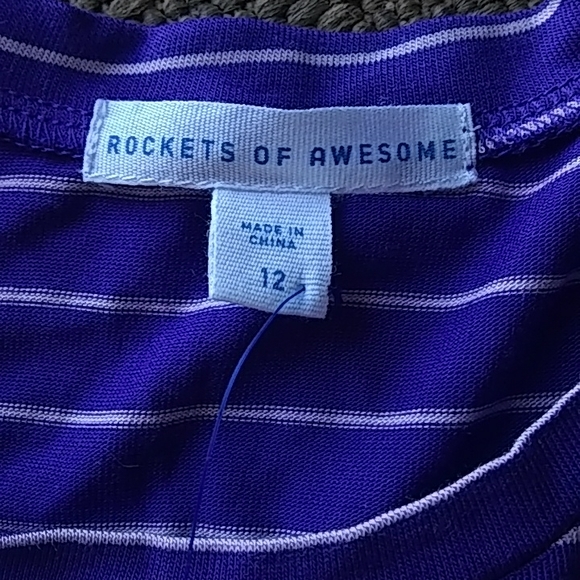 ROCKETS OF AWESOME
MADE IN
CHINA
12